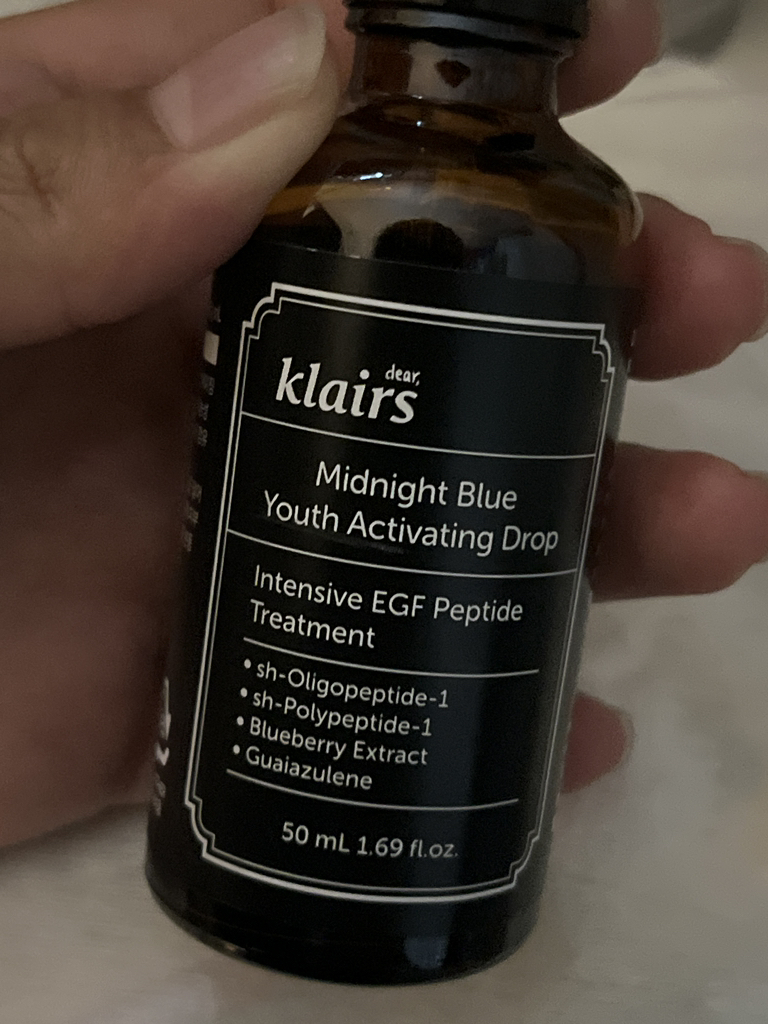 dear,
klairs
Midnight Blue
Youth Activating Drop
Intensive EGF Peptide
Treatment
• sh-Oligopeptide-1
• sh-Polypeptide-1
• Blueberry Extract
• Guaiazulene
50 mL 1.69 fl.oz.